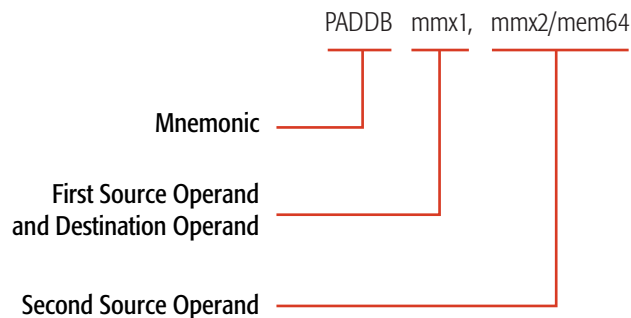 PADDB mmx1, mmx2/mem64
Mnemonic
First Source Operand
and Destination Operand
Second Source Operand